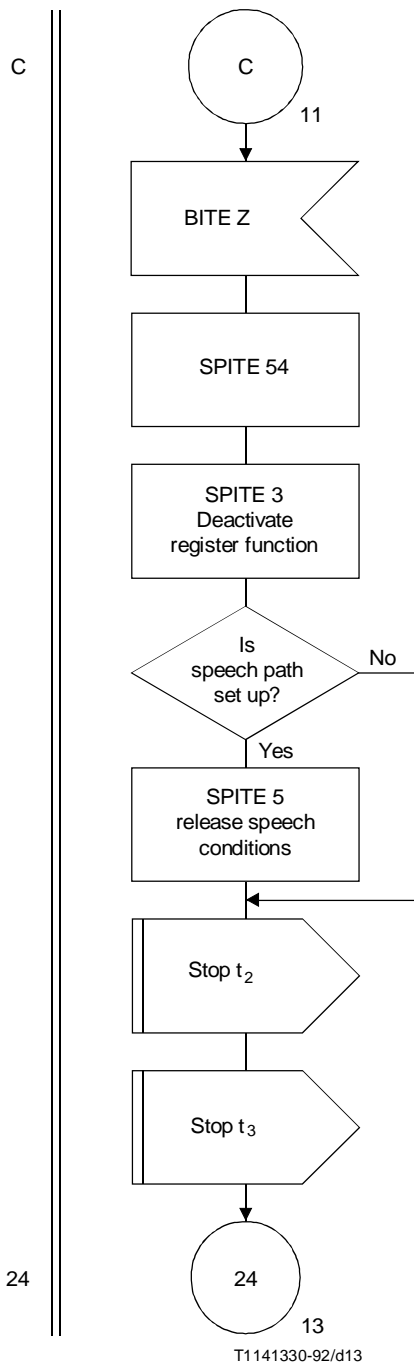 C
C
11
BITE Z
SPITE 54
SPITE 3
Deactivate
register function
Is
speech path
set up?
No
Yes
SPITE 5
release speech
conditions
Stop t2
Stop t3
24
24
13
T1141330-92/d13